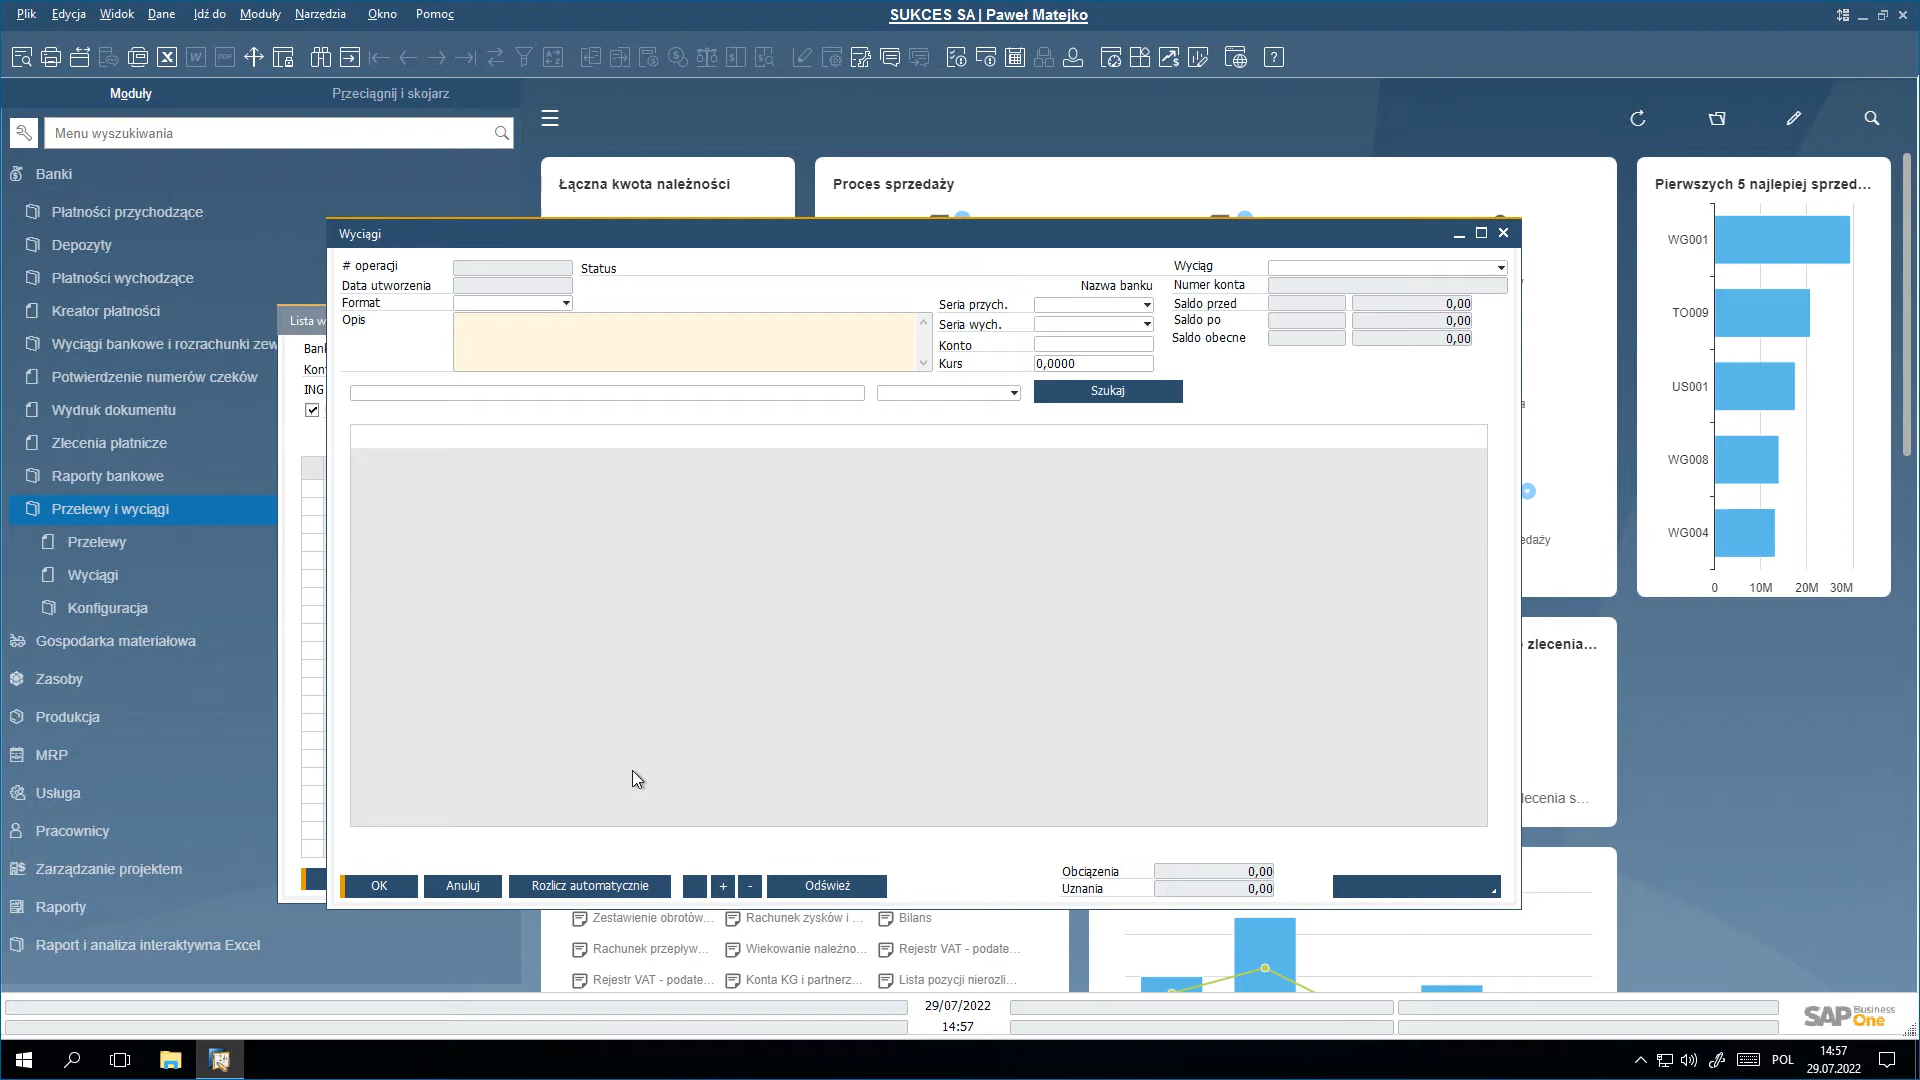 Plik Edycja Widok Dane Idź do Moduły Narzędzia Okno Pomoc
SUKCES SA | Paweł Matejko
Moduły
Przeciągnij i skojarz
Menu wyszukiwania
Banki
Płatności przychodzące
Depozyty
Płatności wychodzące
Kreator płatności
Wyciągi bankowe i rozrachunki zew
Potwierdzenie numerów czeków
Wydruk dokumentu
Zlecenia płatnicze
Raporty bankowe
Przelewy i wyciągi
Przelewy
Wyciągi
Konfiguracja
Gospodarka materiałowa
Zasoby
Produkcja
MRP
Usługa
Pracownicy
Zarządzanie projektem
Raporty
Raport i analiza interaktywna Excel
Łączna kwota należności
Proces sprzedaży
Pierwszych 5 najlepiej sprzed...
WG001
TO009
US001
WG008
WG004
0 10M 20M 30M
Lista w
Bank
Kon
ING
Wyciągi
# operacji
Status
Data utworzenia
Format
Opis
Nazwa banku
Seria przych.
Seria wych.
Konto
Kurs 0,0000
Wyciąg
Numer konta
Saldo przed 0,00
Saldo po 0,00
Saldo obecne 0,00
Szukaj
OK
Anuluj
Rozlicz automatycznie
+
-
Odśwież
Obciążenia 0,00
Uznania 0,00
edaży
zlecenia...
lecenia s...
Zestawienie obrotów... Rachunek zysków i ... Bilans
Rachunek przepływ... Wiekowanie należno... Rejestr VAT - podate...
Rejestr VAT - podate... Konta KG i partnerz... Lista pozycji nierozli...
29/07/2022
14:57
SAP Business One
POL
14:57
29.07.2022